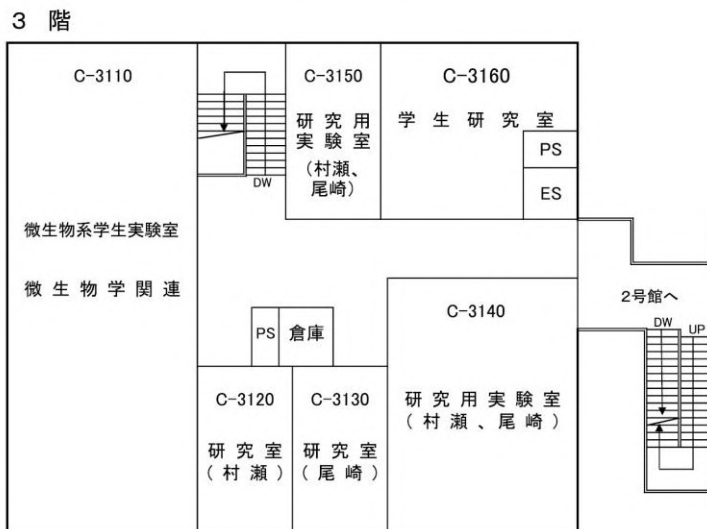 3 階
C-3110
微生物系学生実験室
微生物学関連
DW
C-3150
研究用
実験室
（村瀬、
尾崎）
C-3160
学生研究室
PS
ES
2号館へ
DW
UP
PS
倉庫
C-3120
研究室
（村瀬）
C-3130
研究室
（尾崎）
C-3140
研究用実験室
（村瀬、尾崎）